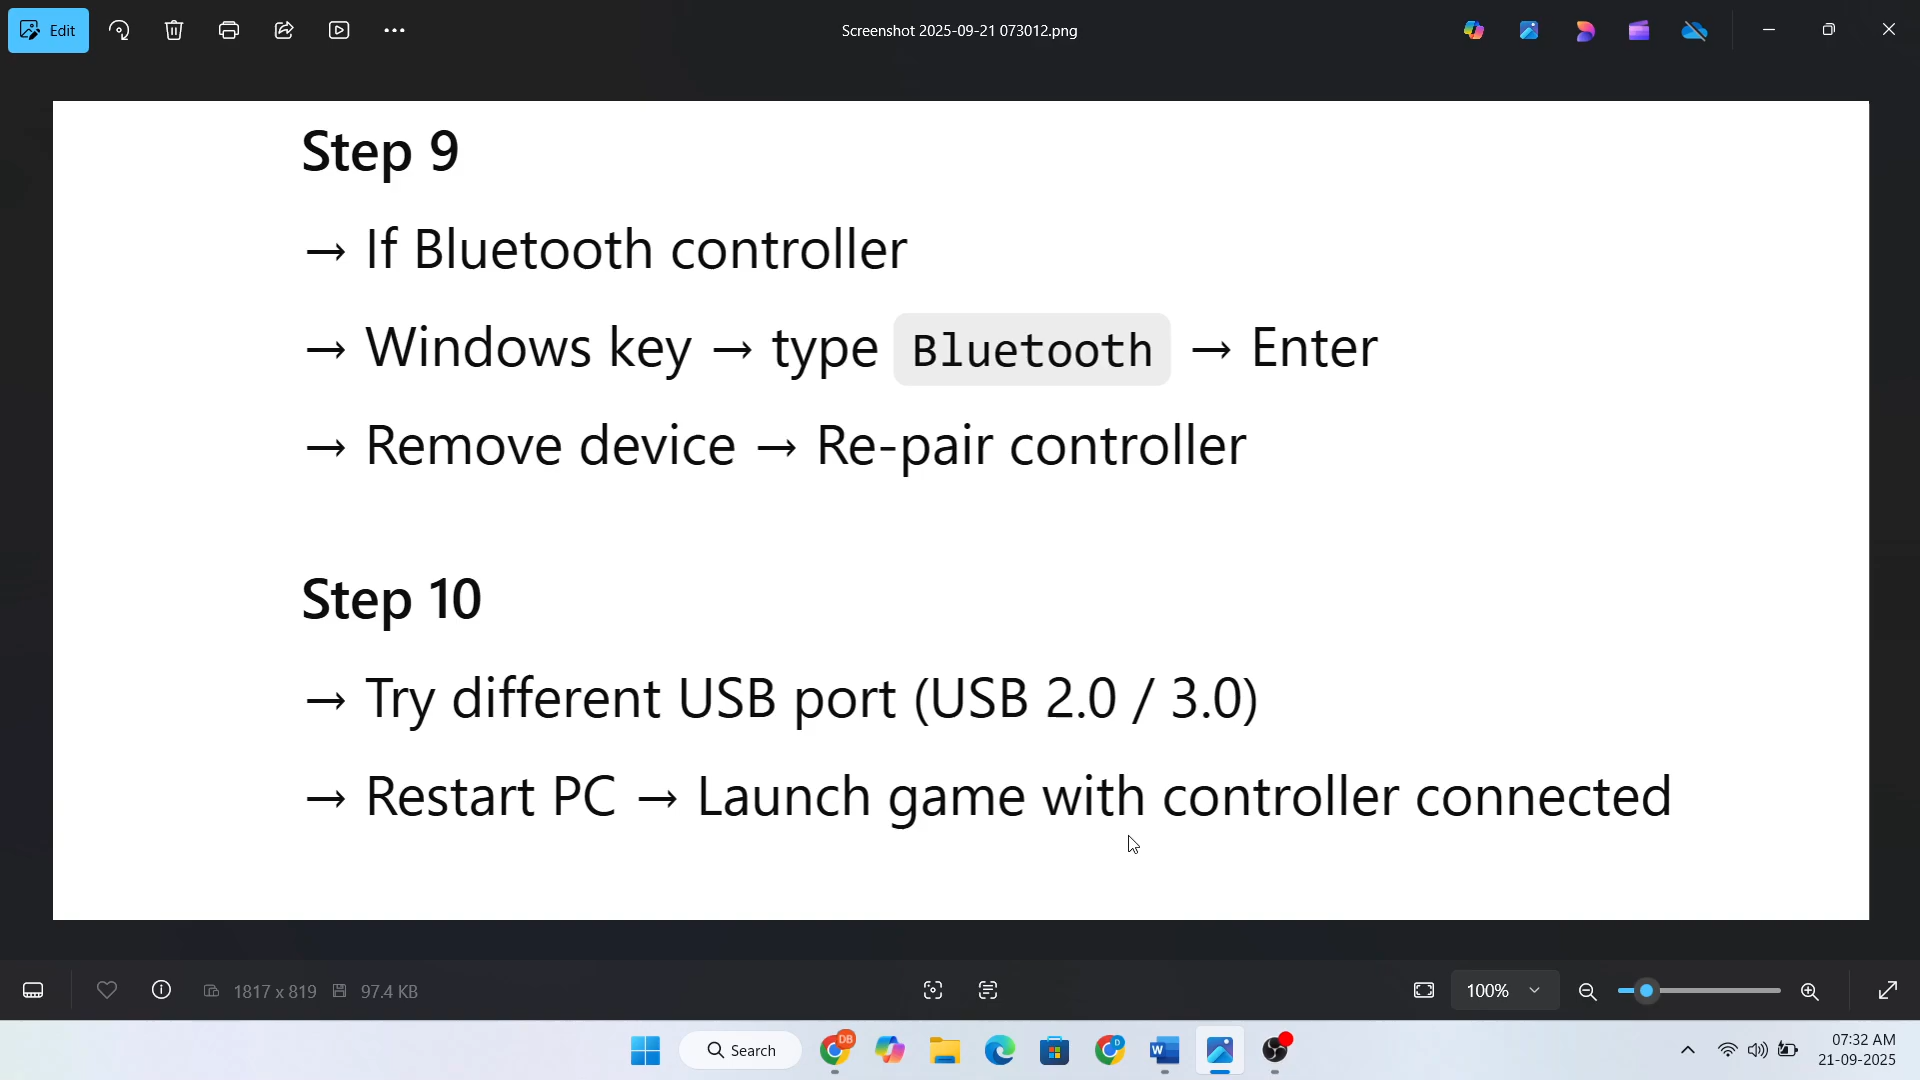 Edit
Screenshot 2025-09-21 073012.png
Step 9
→ If Bluetooth controller
→ Windows key → type Bluetooth → Enter
→ Remove device → Re-pair controller
Step 10
→ Try different USB port (USB 2.0 / 3.0)
→ Restart PC → Launch game with controller connected
1817 x 819 97.4 KB 100%
Search DB D W 07:32 AM
21-09-2025